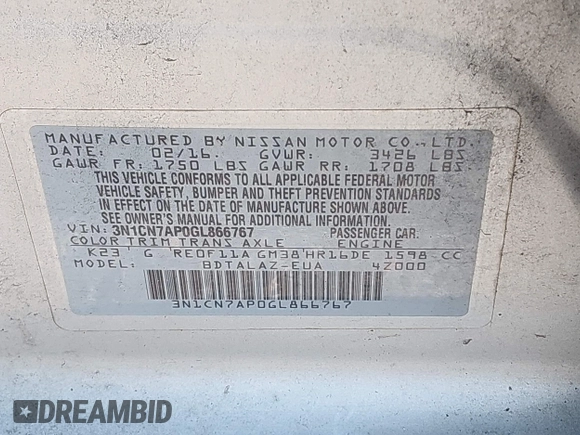 MANUFACTURED BY NISSAN MOTOR CO., LTD.
DATE: 02/16. GVWR: 3426 LBS
GAWR FR: 1750 LBS GAWR RR: 1708 LBS.
THIS VEHICLE CONFORMS TO ALL APPLICABLE FEDERAL MOTOR
VEHICLE SAFETY, BUMPER AND THEFT PREVENTION STANDARDS
IN EFFECT ON THE DATE OF MANUFACTURE SHOWN ABOVE.
SEE OWNER'S MANUAL FOR ADDITIONAL INFORMATION.
VIN: 3N1CN7AP0GL866767 PASSENGER CAR.
COLOR TRIM TRANS AXLE ENGINE
K23 G RE0F11A GM38 HR16DE 1598 CC
MODEL: BDTALAZ-EUA 4Z000
3N1CN7AP0GL866767
DREAMBID